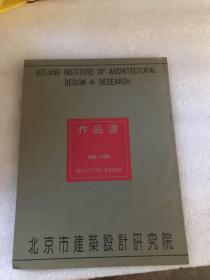 BEIJING INSTITUTE OF ARCHITECTURAL
DESIGN & RESEARCH
作品選
SELECTED WORKS
北京市建築設計研究院